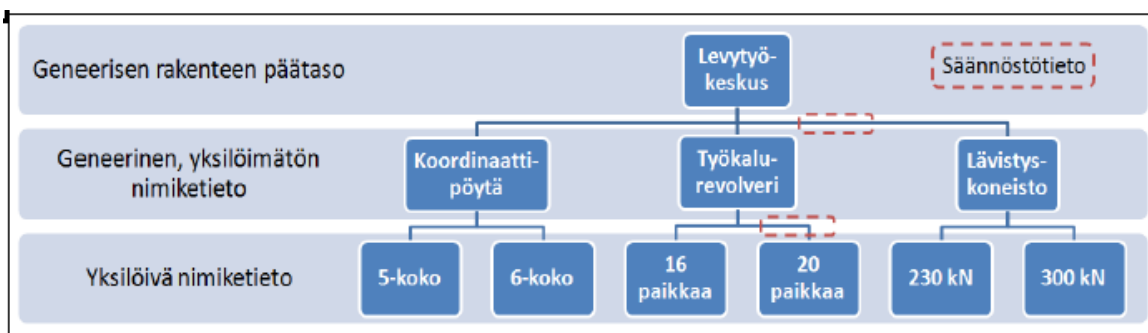 Geneerisen rakenteen päätaso
Levytyö-
keskus
Säännöstötieto
Geneerinen, yksilöimätön
nimiketieto
Koordinaatti-
pöytä
Työkalu-
revolveri
Lävistys-
koneisto
Yksilöivä nimiketieto
5-koko
6-koko
16
paikkaa
20
paikkaa
230 kN
300 kN